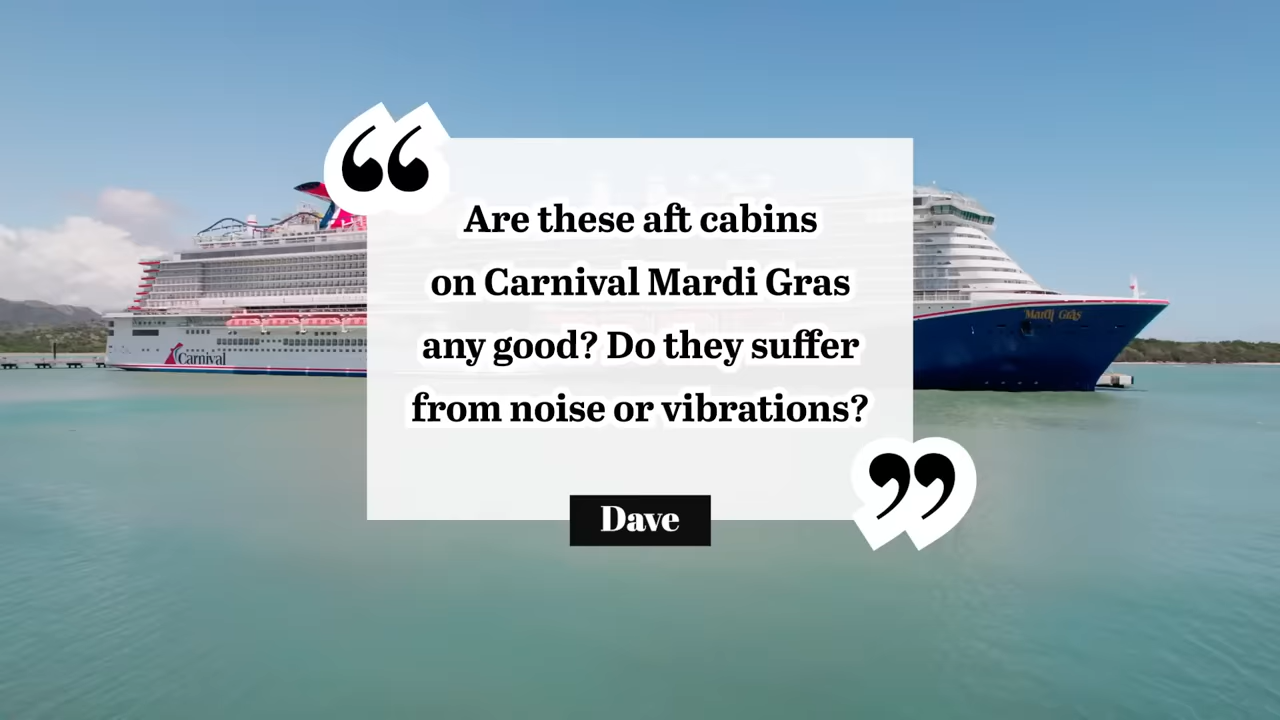 “
Are these aft cabins
on Carnival Mardi Gras
any good? Do they suffer
from noise or vibrations?
”
Dave
Carnival
Mardi Gras